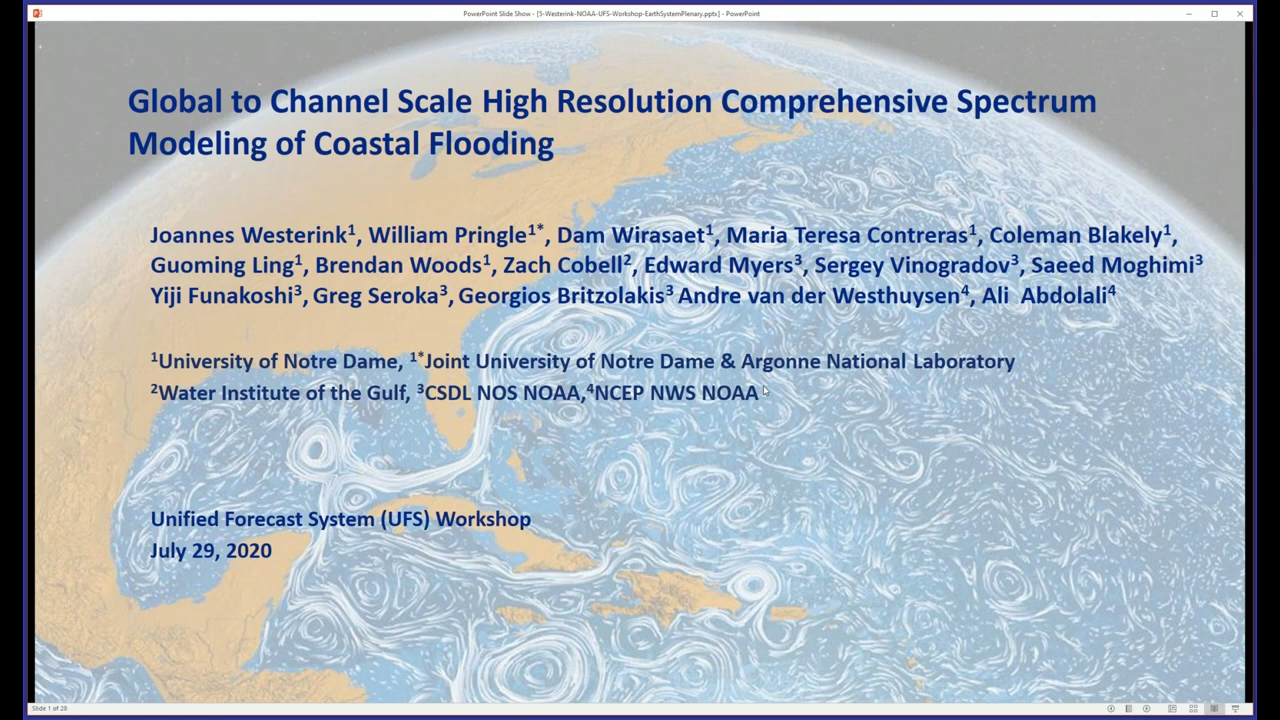 PowerPoint Slide Show - [5-Westerink-NOAA-UFS-Workshop-EarthSystemPlenary.pptx] - PowerPoint
Global to Channel Scale High Resolution Comprehensive Spectrum
Modeling of Coastal Flooding
Joannes Westerink¹, William Pringle¹*, Dam Wirasaet¹, Maria Teresa Contreras¹, Coleman Blakely¹,
Guoming Ling¹, Brendan Woods¹, Zach Cobell², Edward Myers³, Sergey Vinogradov³, Saeed Moghimi³
Yiji Funakoshi³, Greg Seroka³, Georgios Britzolakis³ Andre van der Westhuysen⁴, Ali Abdolali⁴
¹University of Notre Dame, ¹*Joint University of Notre Dame & Argonne National Laboratory
²Water Institute of the Gulf, ³CSDL NOS NOAA,⁴NCEP NWS NOAA
Unified Forecast System (UFS) Workshop
July 29, 2020
Slide 1 of 28